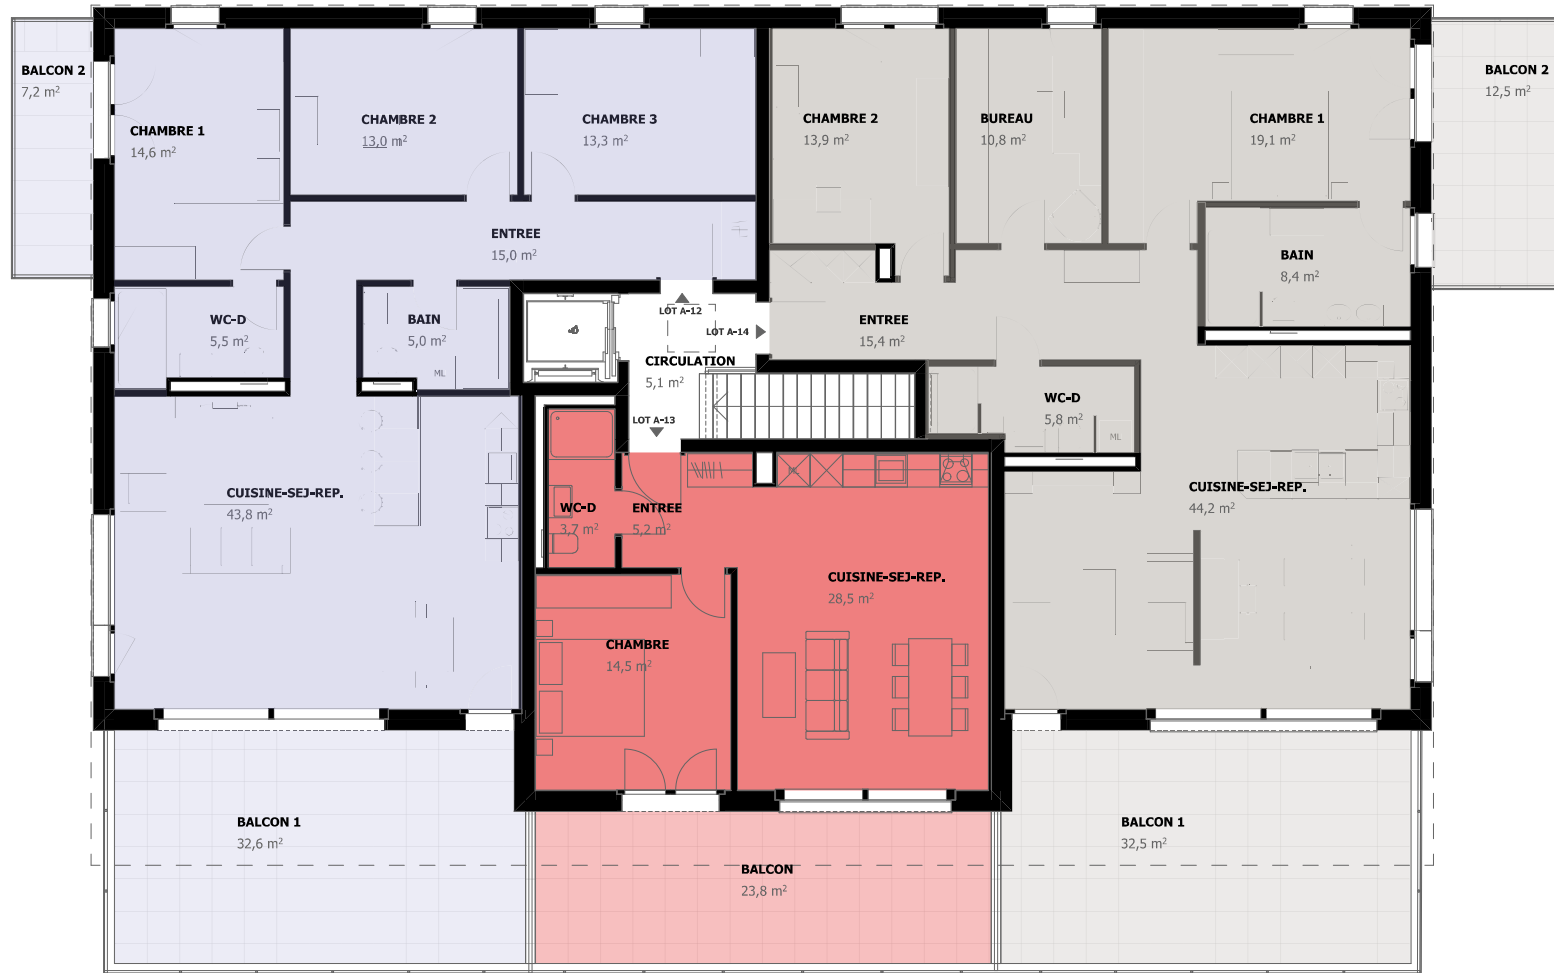 BALCON 2
7,2 m²
CHAMBRE 1
14,6 m²
CHAMBRE 2
13,0 m²
CHAMBRE 3
13,3 m²
CHAMBRE 2
13,9 m²
BUREAU
10,8 m²
CHAMBRE 1
19,1 m²
BALCON 2
12,5 m²
ENTREE
15,0 m²
BAIN
8,4 m²
WC-D
5,5 m²
BAIN
5,0 m²
ML
LOT A-12
LOT A-14
CIRCULATION
5,1 m²
LOT A-13
ENTREE
15,4 m²
WC-D
5,8 m²
ML
CUISINE-SEJ-REP.
43,8 m²
WC-D
3,7 m²
ENTREE
5,2 m²
ML
CUISINE-SEJ-REP.
44,2 m²
CUISINE-SEJ-REP.
28,5 m²
CHAMBRE
14,5 m²
BALCON 1
32,6 m²
BALCON
23,8 m²
BALCON 1
32,5 m²